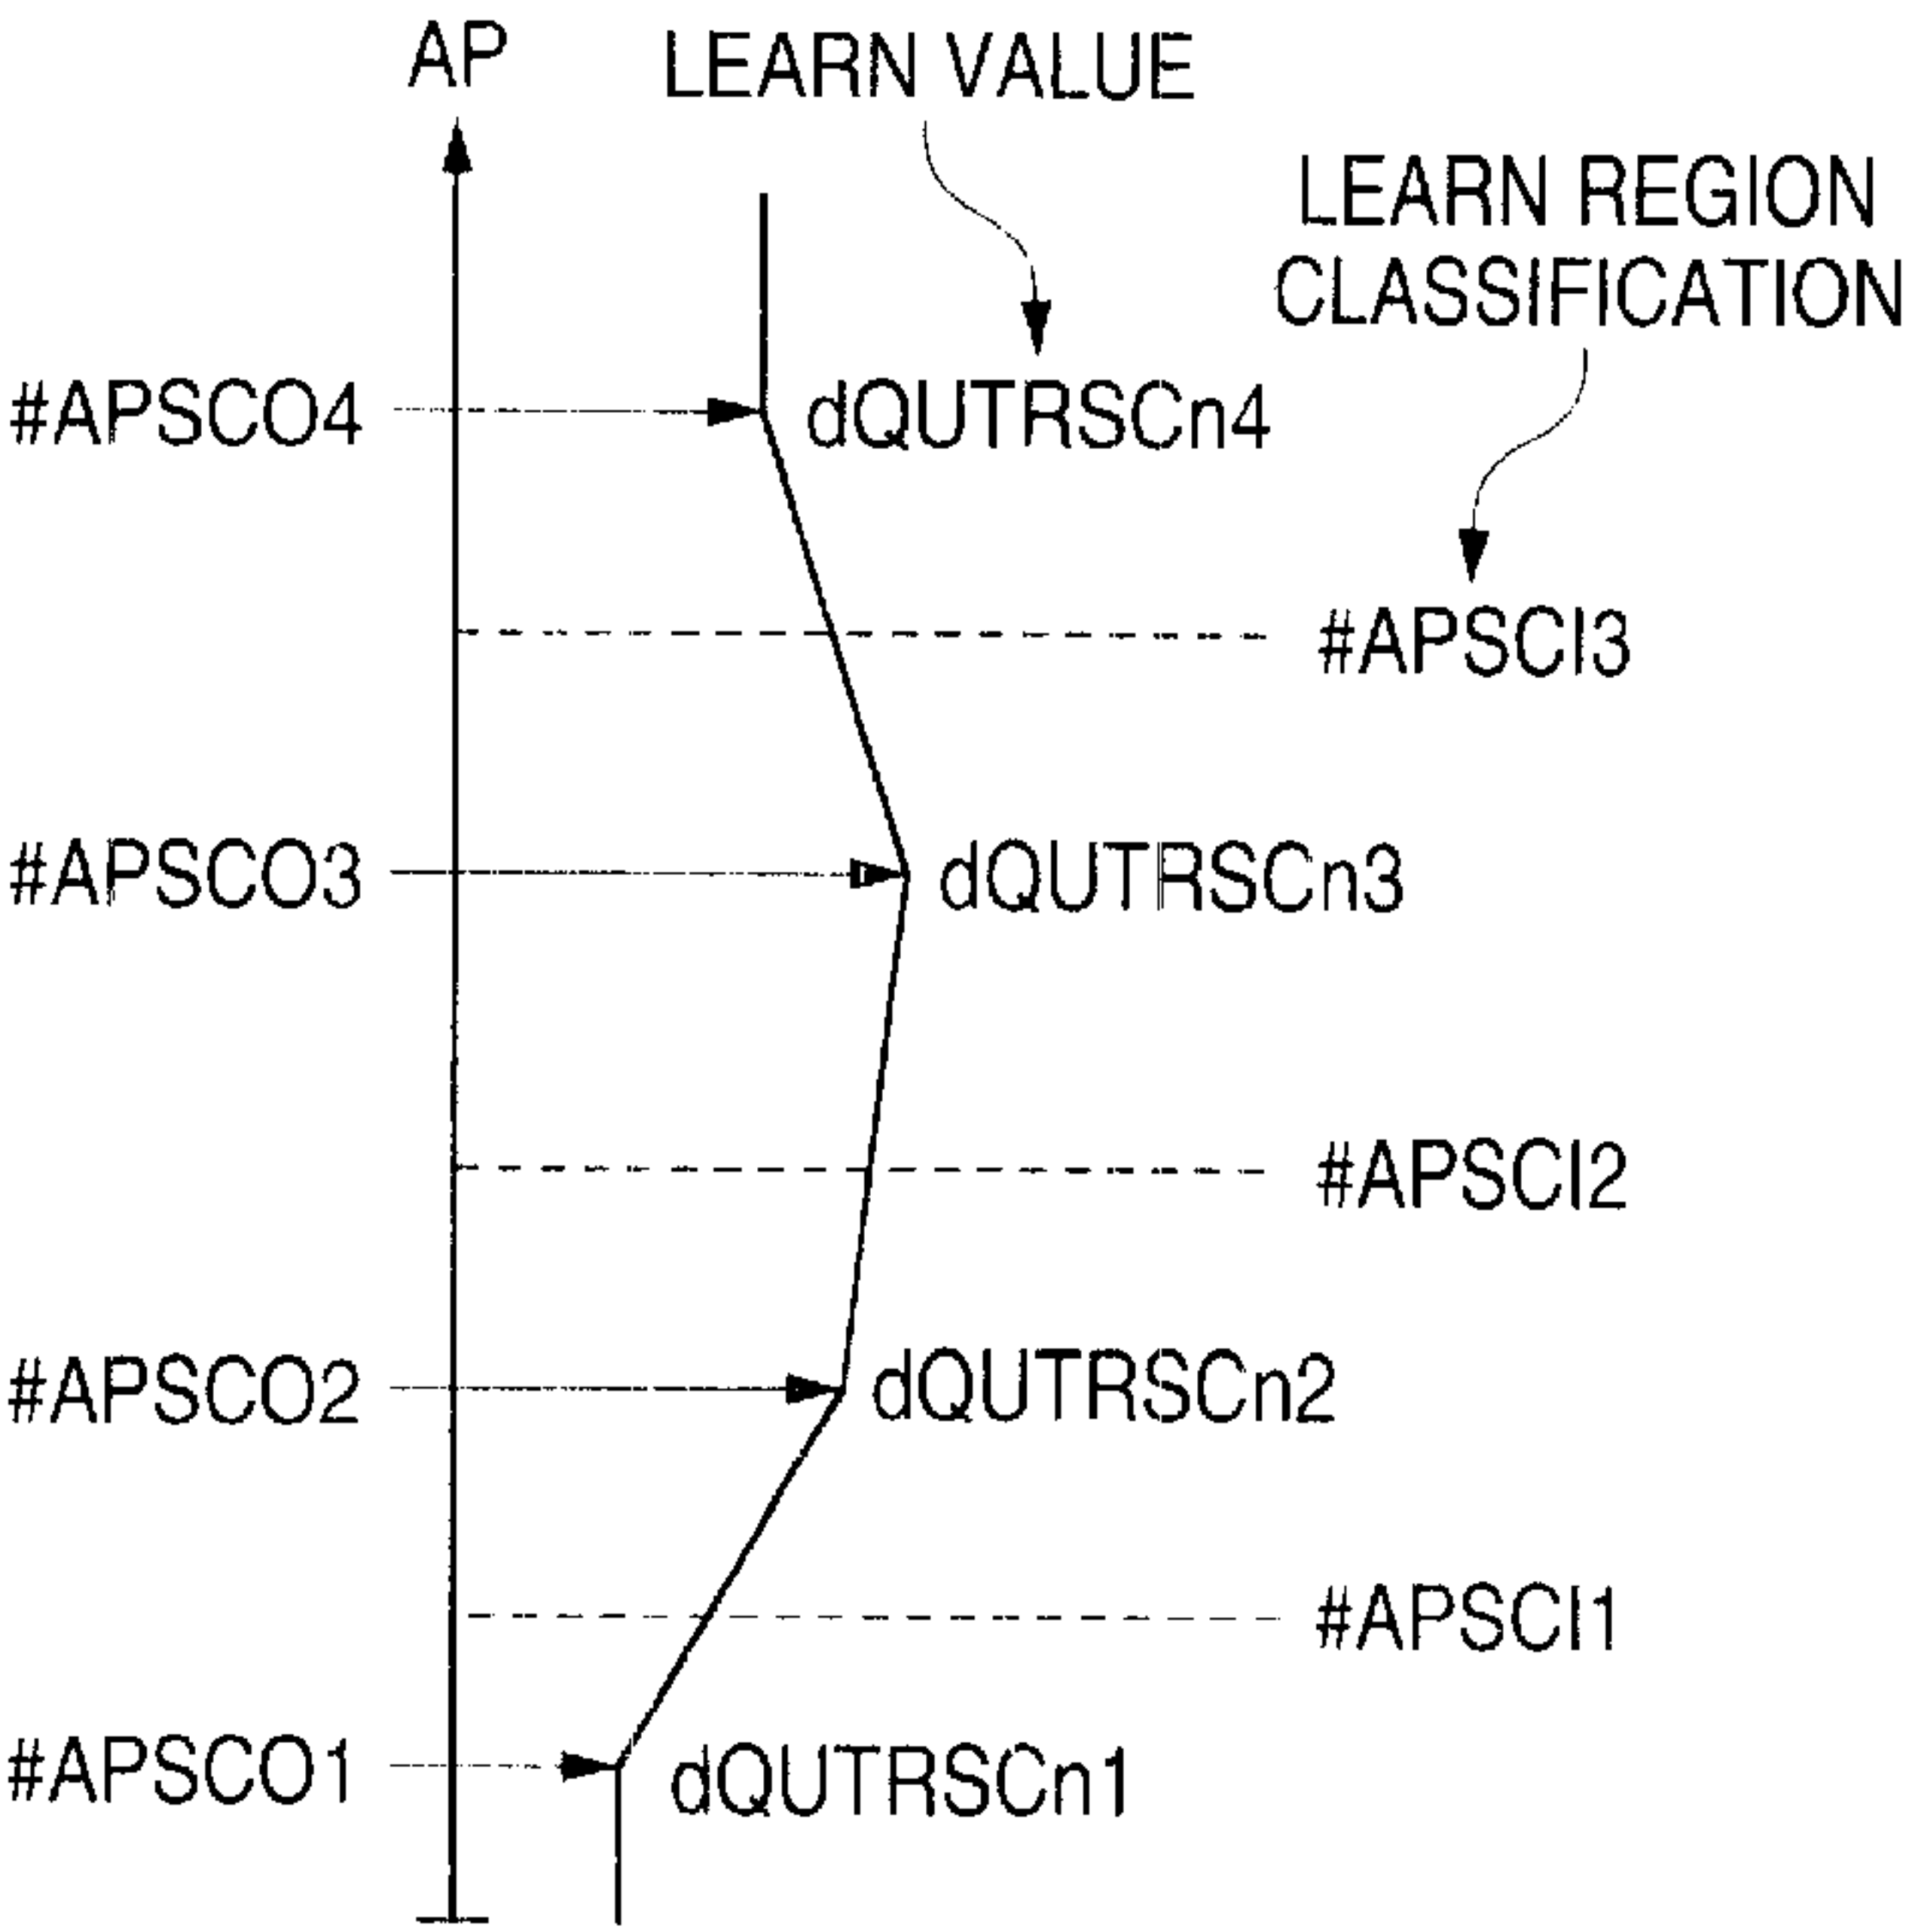 AP
LEARN VALUE
LEARN REGION
CLASSIFICATION
#APSCO4
dQUTRSCn4
#APSCI3
#APSCO3
dQUTRSCn3
#APSCI2
#APSCO2
dQUTRSCn2
#APSCI1
#APSCO1
dQUTRSCn1